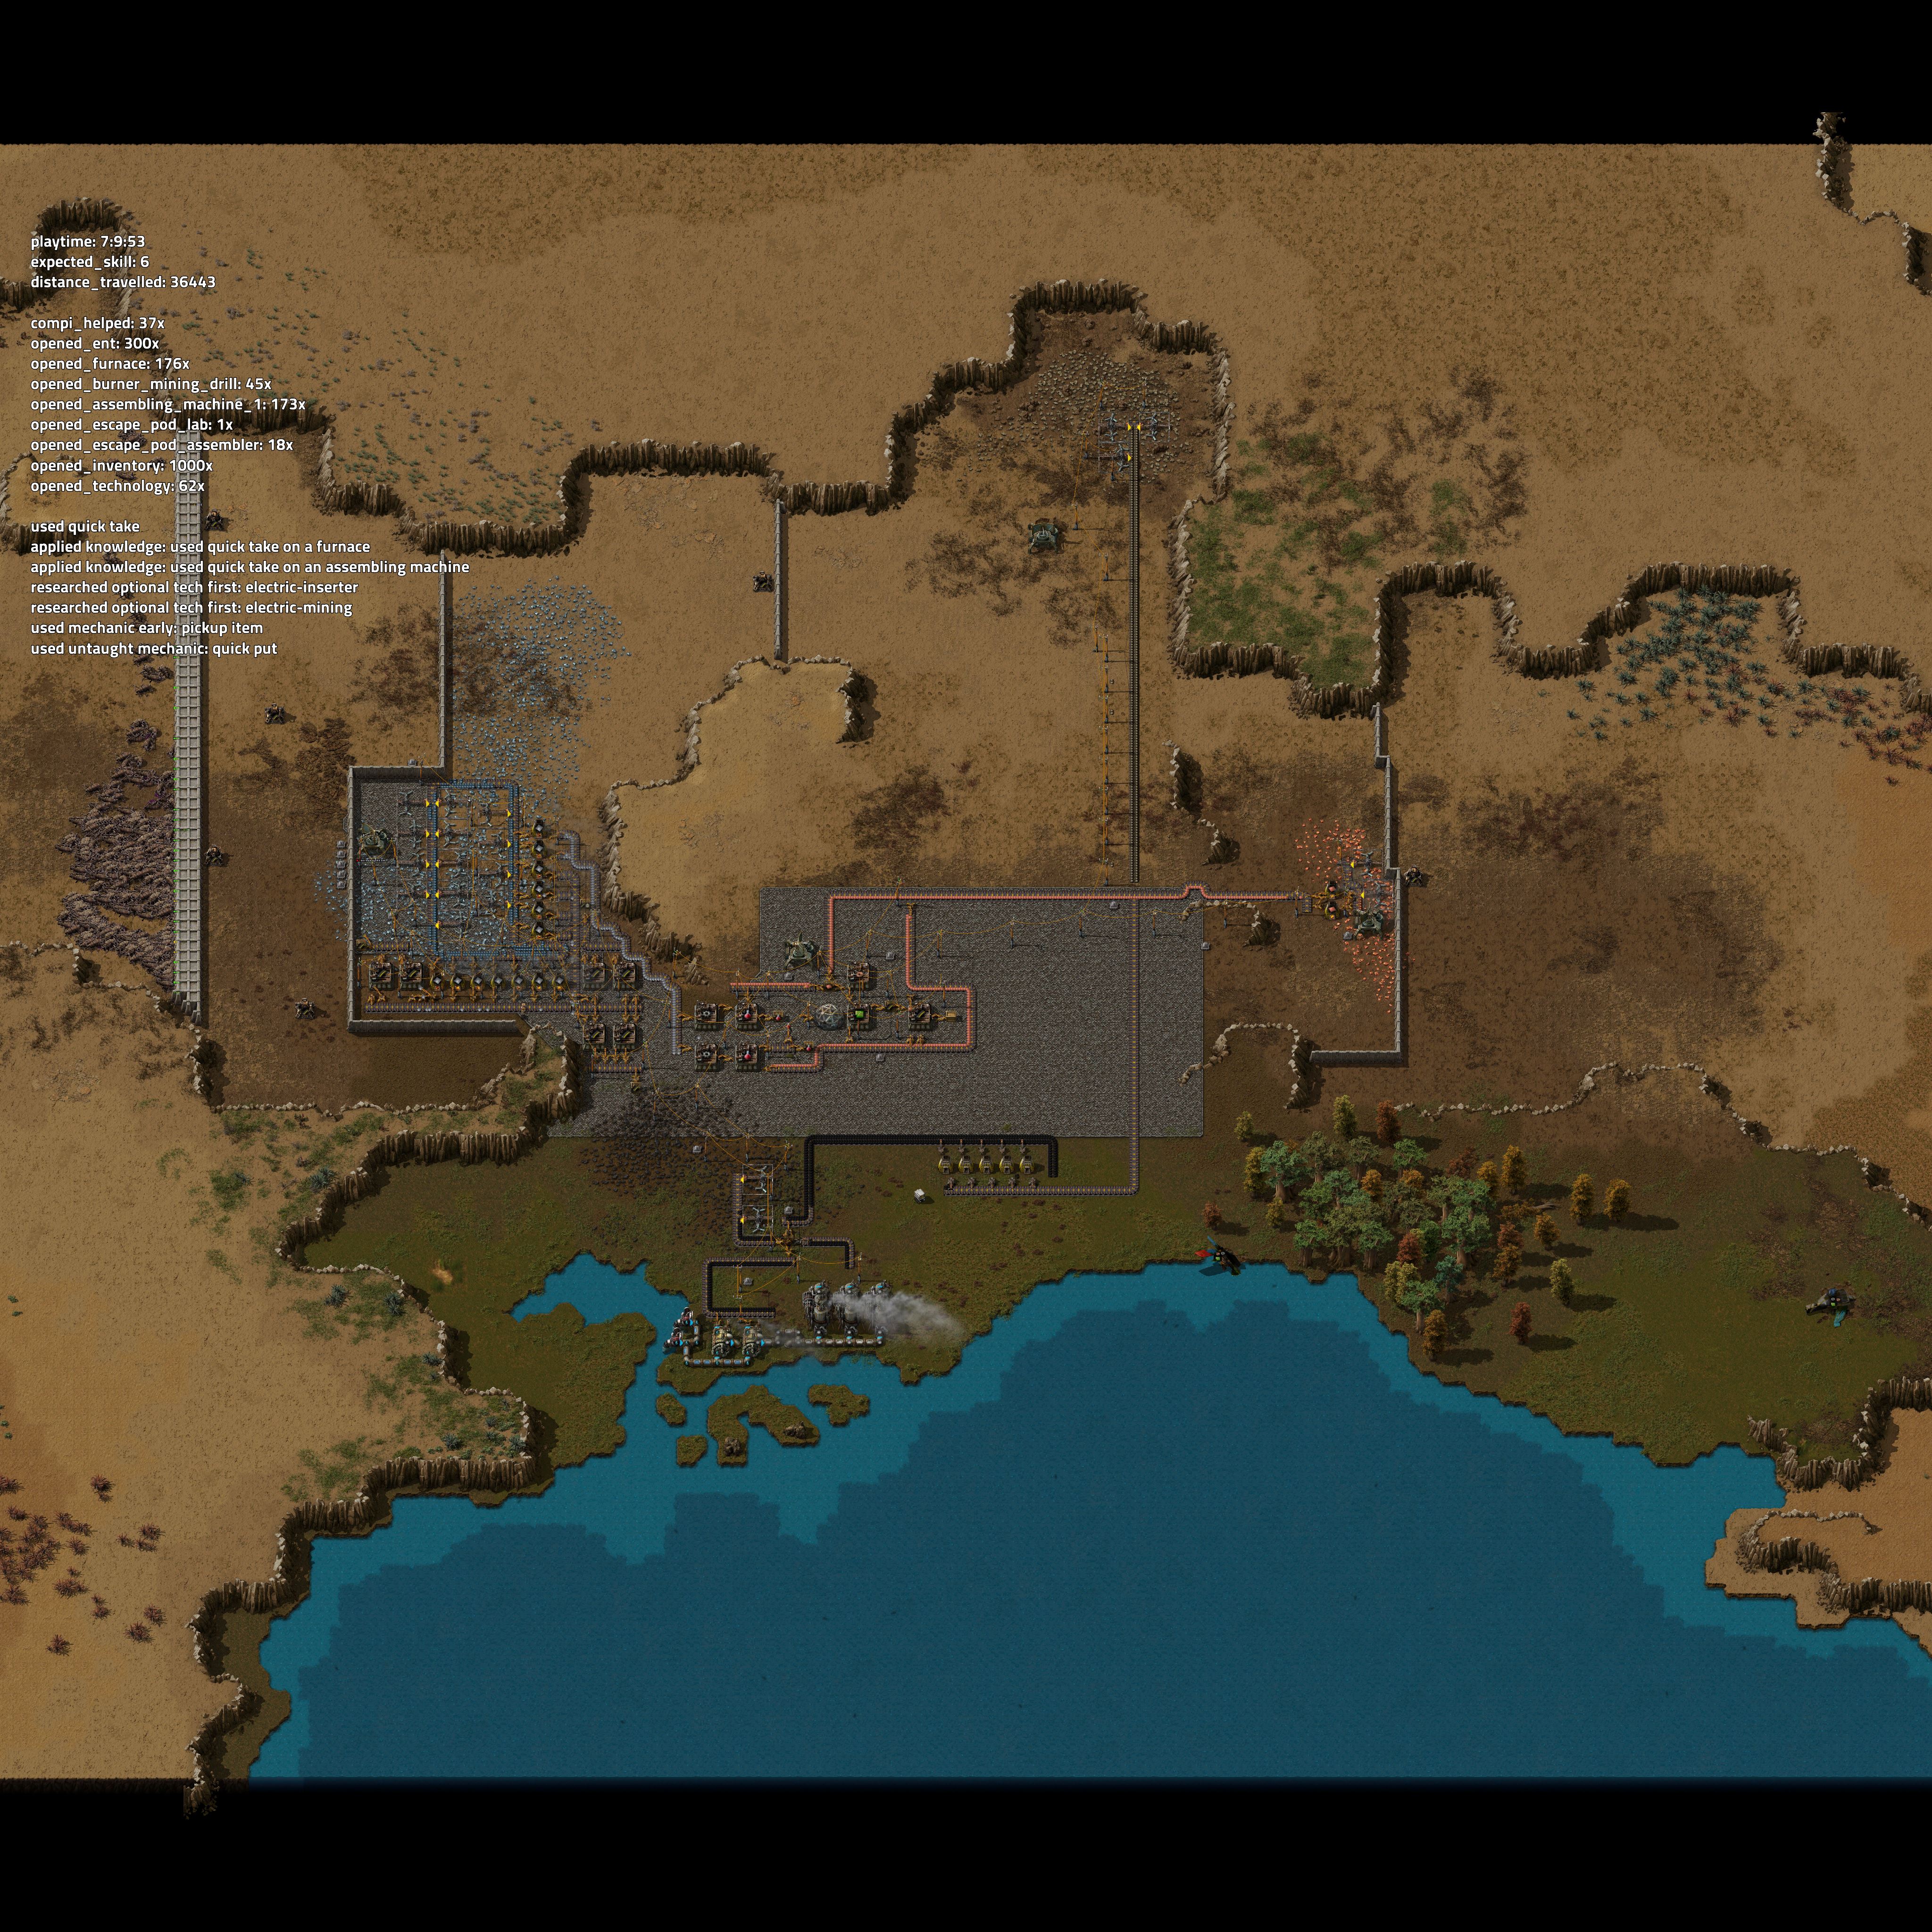 playtime: 7:9:53
expected_skill: 6
distance_travelled: 36443
compi_helped: 37x
opened_ent: 300x
opened_furnace: 176x
opened_burner_mining_drill: 45x
opened_assembling_machine_1: 173x
opened_escape_pod_lab: 1x
opened_escape_pod_assembler: 18x
opened_inventory: 1000x
opened_technology: 62x
used quick take
applied knowledge: used quick take on a furnace
applied knowledge: used quick take on an assembling machine
researched optional tech first: electric-inserter
researched optional tech first: electric-mining
used mechanic early: pickup item
used untaught mechanic: quick put